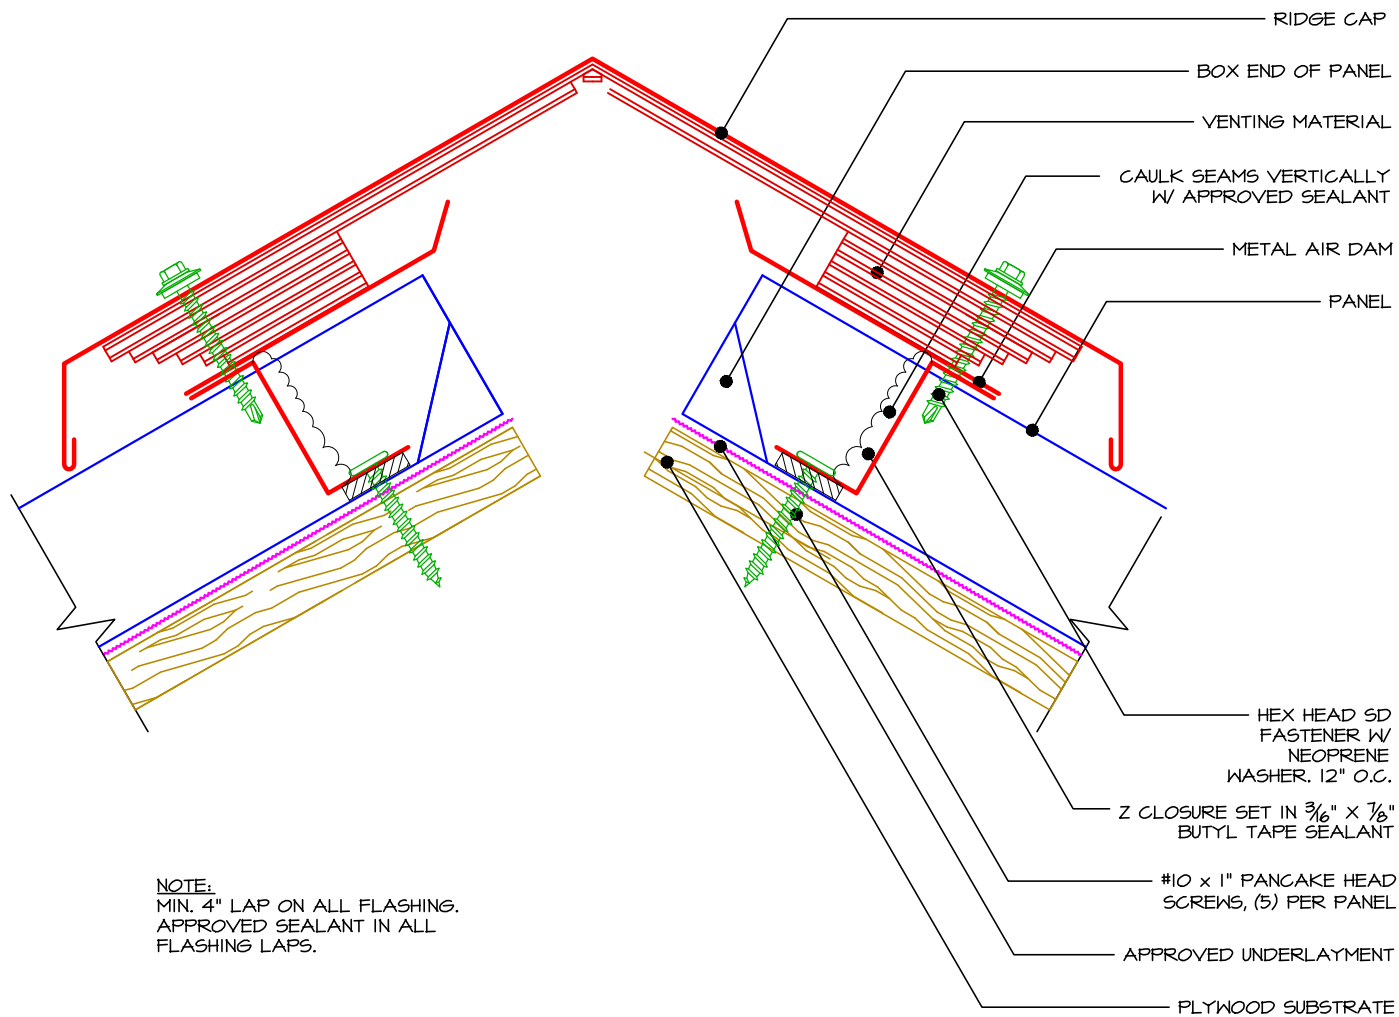 RIDGE CAP
BOX END OF PANEL
VENTING MATERIAL
CAULK SEAMS VERTICALLY
W/ APPROVED SEALANT
METAL AIR DAM
PANEL
HEX HEAD SD
FASTENER W/
NEOPRENE
WASHER. 12" O.C.
Z CLOSURE SET IN 3/16" X 7/8"
BUTYL TAPE SEALANT
#10 x 1" PANCAKE HEAD
SCREWS, (5) PER PANEL
APPROVED UNDERLAYMENT
PLYWOOD SUBSTRATE
NOTE:
MIN. 4" LAP ON ALL FLASHING.
APPROVED SEALANT IN ALL
FLASHING LAPS.